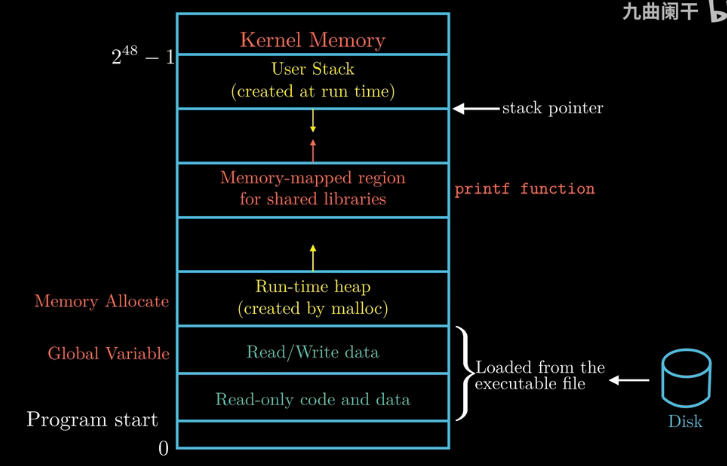 九曲阑干
Kernel Memory
2^48 − 1
User Stack
(created at run time)
stack pointer
Memory-mapped region
for shared libraries
printf function
Run-time heap
(created by malloc)
Memory Allocate
Global Variable
Read/Write data
Loaded from the
executable file
Read-only code and data
Disk
Program start
0